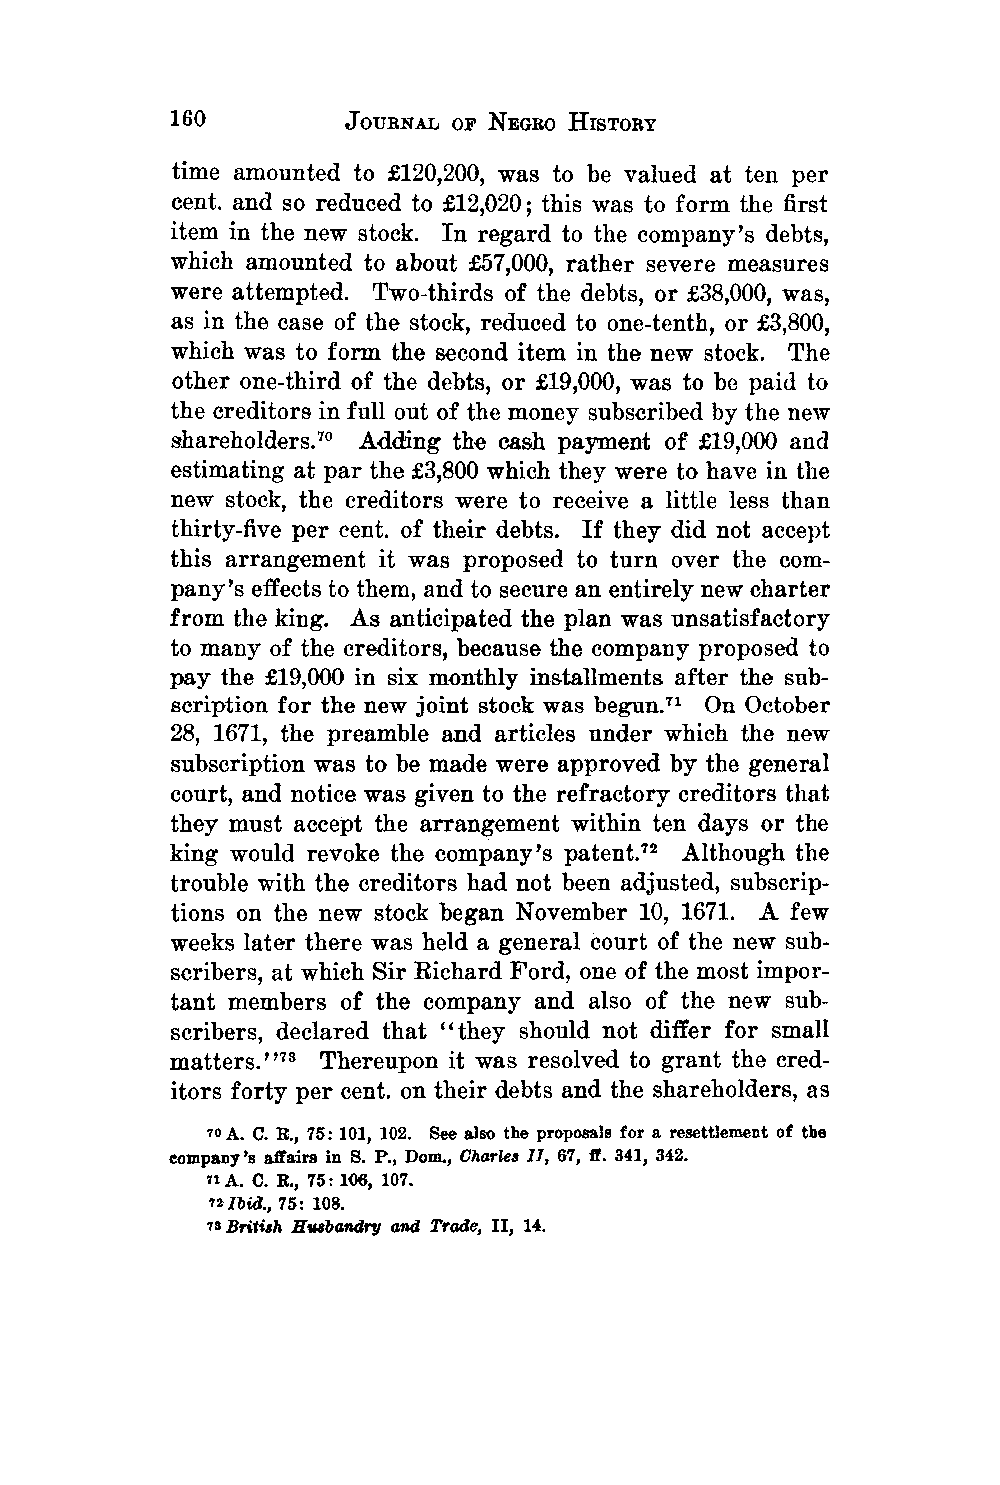 160 JOURNAL OF NEGRO HISTORY
time amounted to £120,200, was to be valued at ten per
cent. and so reduced to £12,020; this was to form the first
item in the new stock. In regard to the company's debts,
which amounted to about £57,000, rather severe measures
were attempted. Two-thirds of the debts, or £38,000, was,
as in the case of the stock, reduced to one-tenth, or £3,800,
which was to form the second item in the new stock. The
other one-third of the debts, or £19,000, was to be paid to
the creditors in full out of the money subscribed by the new
shareholders.⁷⁰ Adding the cash payment of £19,000 and
estimating at par the £3,800 which they were to have in the
new stock, the creditors were to receive a little less than
thirty-five per cent. of their debts. If they did not accept
this arrangement it was proposed to turn over the com-
pany's effects to them, and to secure an entirely new charter
from the king. As anticipated the plan was unsatisfactory
to many of the creditors, because the company proposed to
pay the £19,000 in six monthly installments after the sub-
scription for the new joint stock was begun.⁷¹ On October
28, 1671, the preamble and articles under which the new
subscription was to be made were approved by the general
court, and notice was given to the refractory creditors that
they must accept the arrangement within ten days or the
king would revoke the company's patent.⁷² Although the
trouble with the creditors had not been adjusted, subscrip-
tions on the new stock began November 10, 1671. A few
weeks later there was held a general court of the new sub-
scribers, at which Sir Richard Ford, one of the most impor-
tant members of the company and also of the new sub-
scribers, declared that "they should not differ for small
matters."⁷³ Thereupon it was resolved to grant the cred-
itors forty per cent. on their debts and the shareholders, as
⁷⁰ A. C. R., 75: 101, 102. See also the proposals for a resettlement of the
company's affairs in S. P., Dom., Charles II, 67, ff. 341, 342.
⁷¹ A. C. R., 75: 106, 107.
⁷² Ibid., 75: 108.
⁷³ British Husbandry and Trade, II, 14.